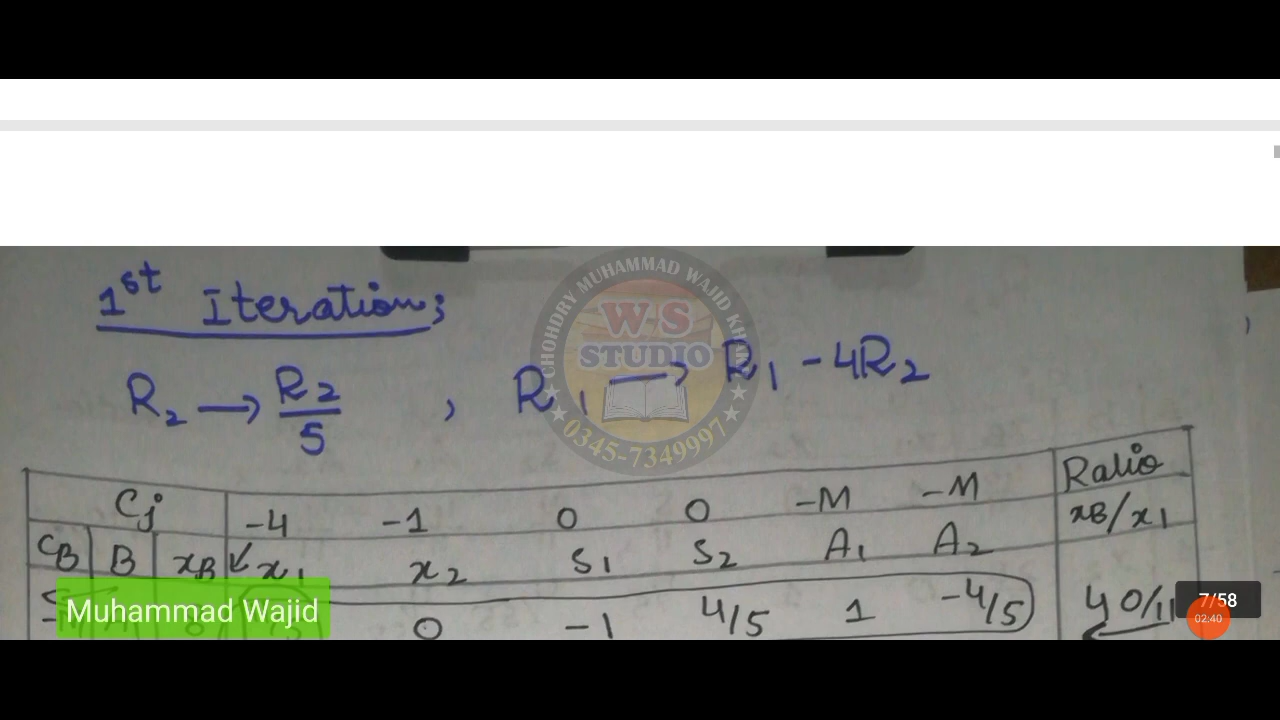 1st Iteration;
R2 → R2/5 , R1 → R1 - 4R2
CHOHDRY MUHAMMAD WAJID KHAN
W-S
STUDIO
0345-7349997
Cj -4 -1 0 0 -M -M Ratio
CB B xB x1 x2 S1 S2 A1 A2 xB/x1
0 -1 4/5 1 -4/5 40/11
Muhammad Wajid
7/58
02:40